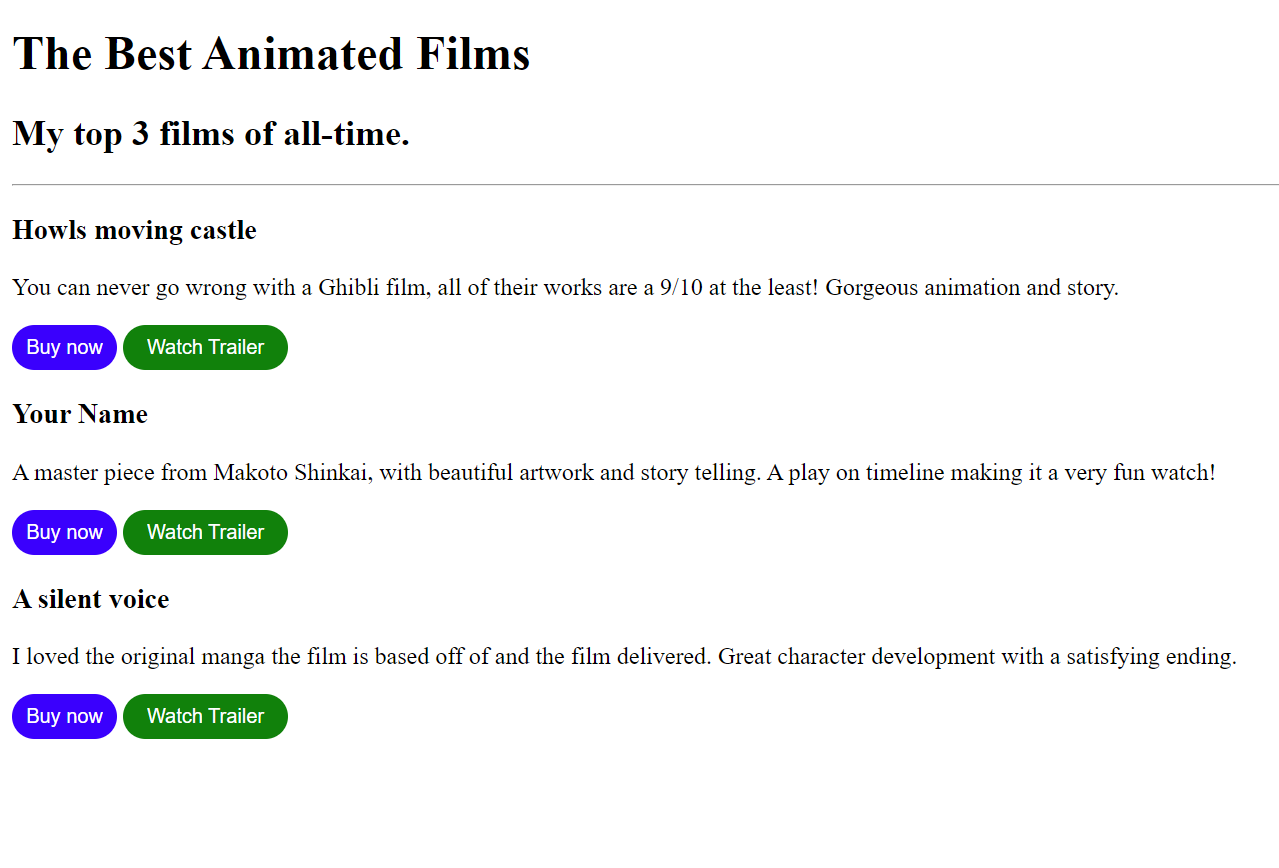 The Best Animated Films
My top 3 films of all-time.
Howls moving castle
You can never go wrong with a Ghibli film, all of their works are a 9/10 at the least! Gorgeous animation and story.
Buy now Watch Trailer
Your Name
A master piece from Makoto Shinkai, with beautiful artwork and story telling. A play on timeline making it a very fun watch!
Buy now Watch Trailer
A silent voice
I loved the original manga the film is based off of and the film delivered. Great character development with a satisfying ending.
Buy now Watch Trailer